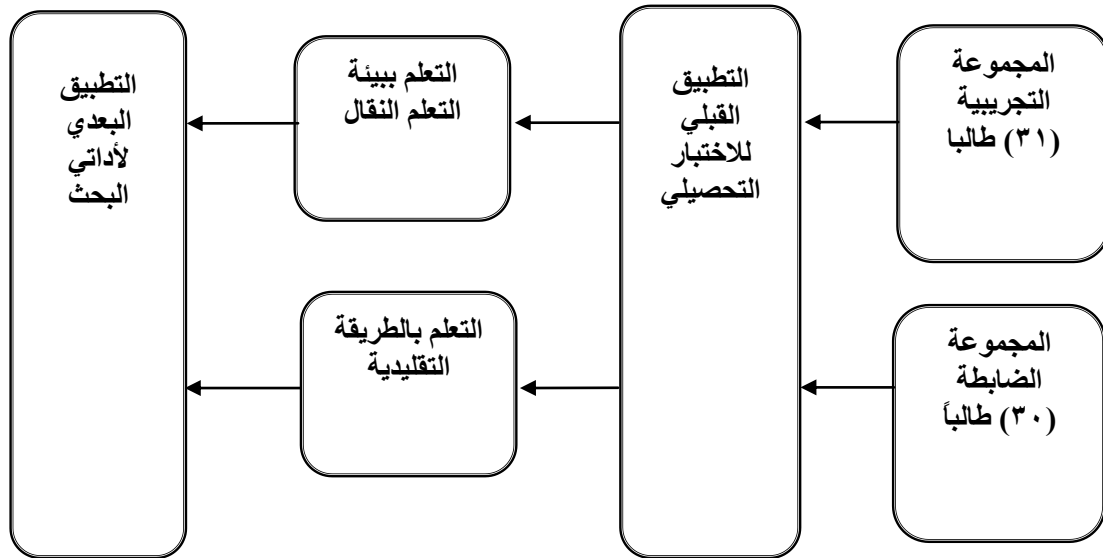 المجموعة
التجريبية
(٣١) طالبا
المجموعة
الضابطة
(٣٠) طالباً
التطبيق
القبلي
للاختبار
التحصيلي
التعلم ببيئة
التعلم النقال
التعلم بالطريقة
التقليدية
التطبيق
البعدي
لأداتي
البحث